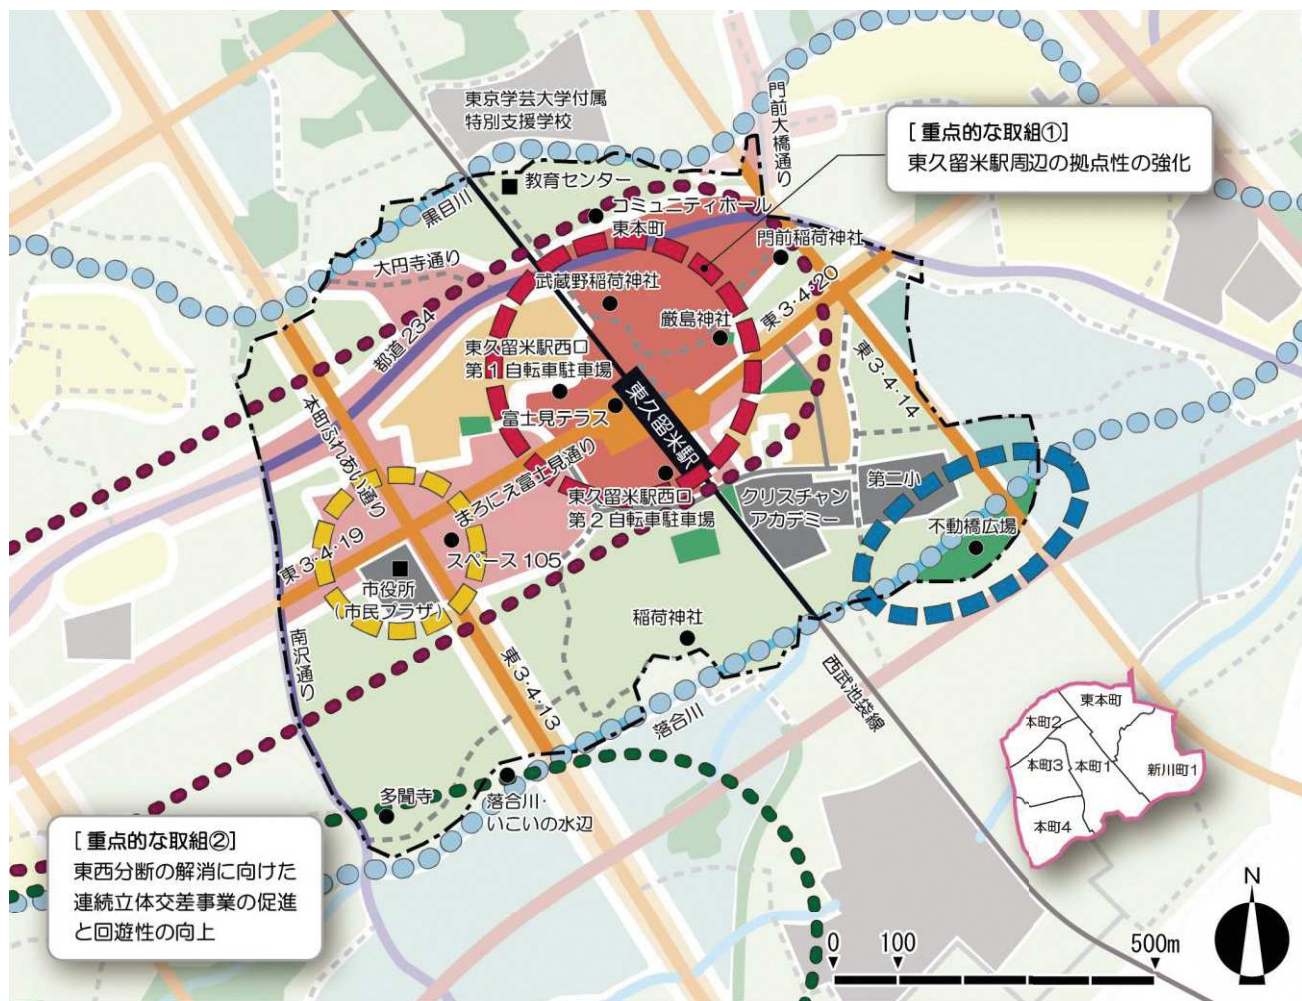 東京学芸大学付属
特別支援学校
門前大橋通り
[重点的な取組①]
東久留米駅周辺の拠点性の強化
教育センター
黒目川
コミュニティホール
東本町
大円寺通り
門前稲荷神社
武蔵野稲荷神社
東3・4・20
厳島神社
都道234
東久留米駅西口
第1自転車駐車場
東3・4・14
富士見テラス
東久留米駅
本町ふれあい通り
まろにえ富士見通り
東久留米駅西口
第2自転車駐車場
クリスチャン
アカデミー
第二小
不動橋広場
東3・4・19
スペース105
市役所
(市民プラザ)
稲荷神社
南沢通り
東3・4・13
落合川
西武池袋線
多聞寺
落合川・
いこいの水辺
[重点的な取組②]
東西分断の解消に向けた
連続立体交差事業の促進
と回遊性の向上
東本町
本町2
本町3
本町1
新川町1
本町4
N
0 100 500m